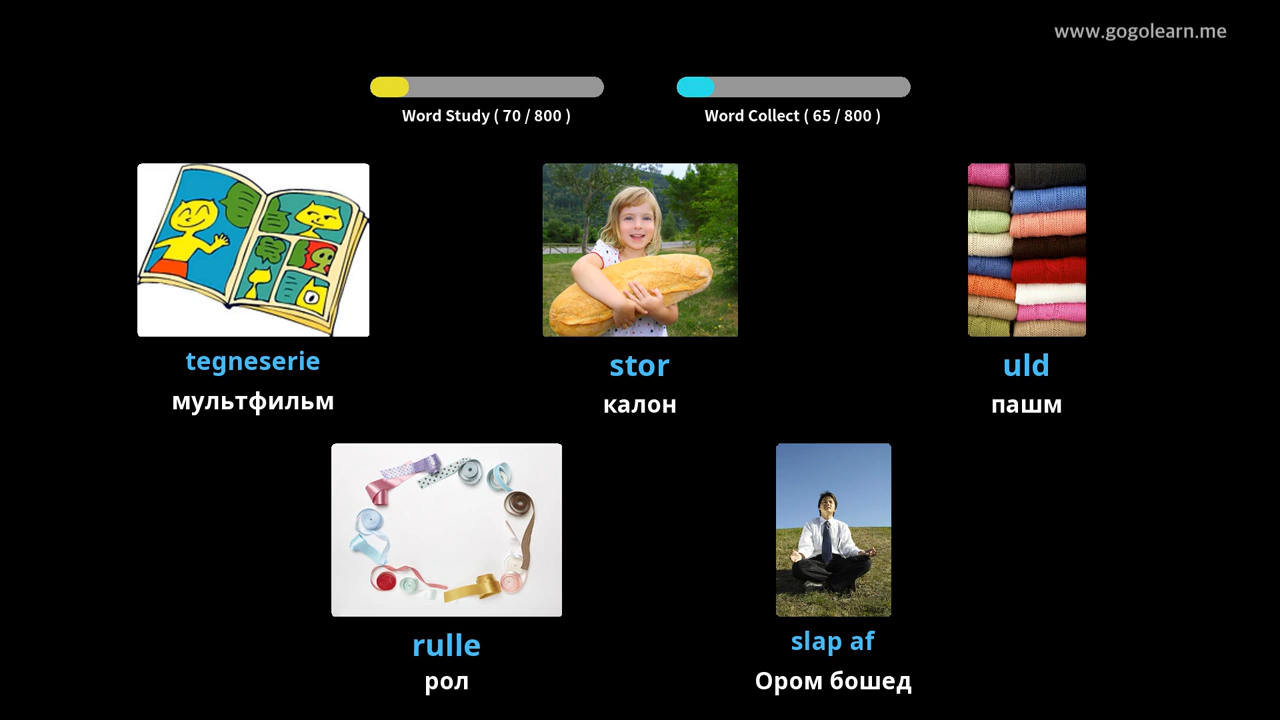 www.gogolearn.me
Word Study ( 70 / 800 )
Word Collect ( 65 / 800 )
tegneserie
мультфильм
stor
калон
uld
пашм
rulle
рол
slap af
Ором бошед